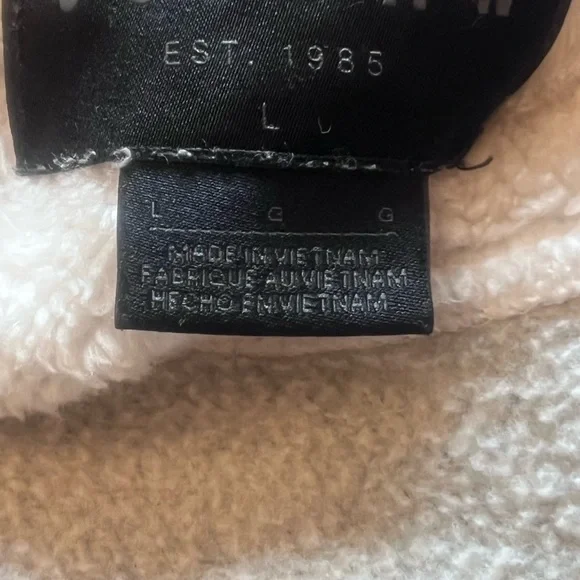 EST. 1985
L
L G G
MADE IN VIETNAM
FABRIQUE AU VIETNAM
HECHO EN VIETNAM